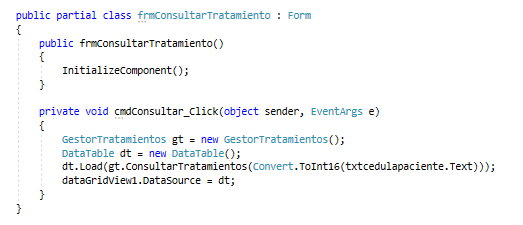 public partial class frmConsultarTratamiento : Form
{
public frmConsultarTratamiento()
{
InitializeComponent();
}
private void cmdConsultar_Click(object sender, EventArgs e)
{
GestorTratamientos gt = new GestorTratamientos();
DataTable dt = new DataTable();
dt.Load(gt.ConsultarTratamientos(Convert.ToInt16(txtcedulapaciente.Text)));
dataGridView1.DataSource = dt;
}
}